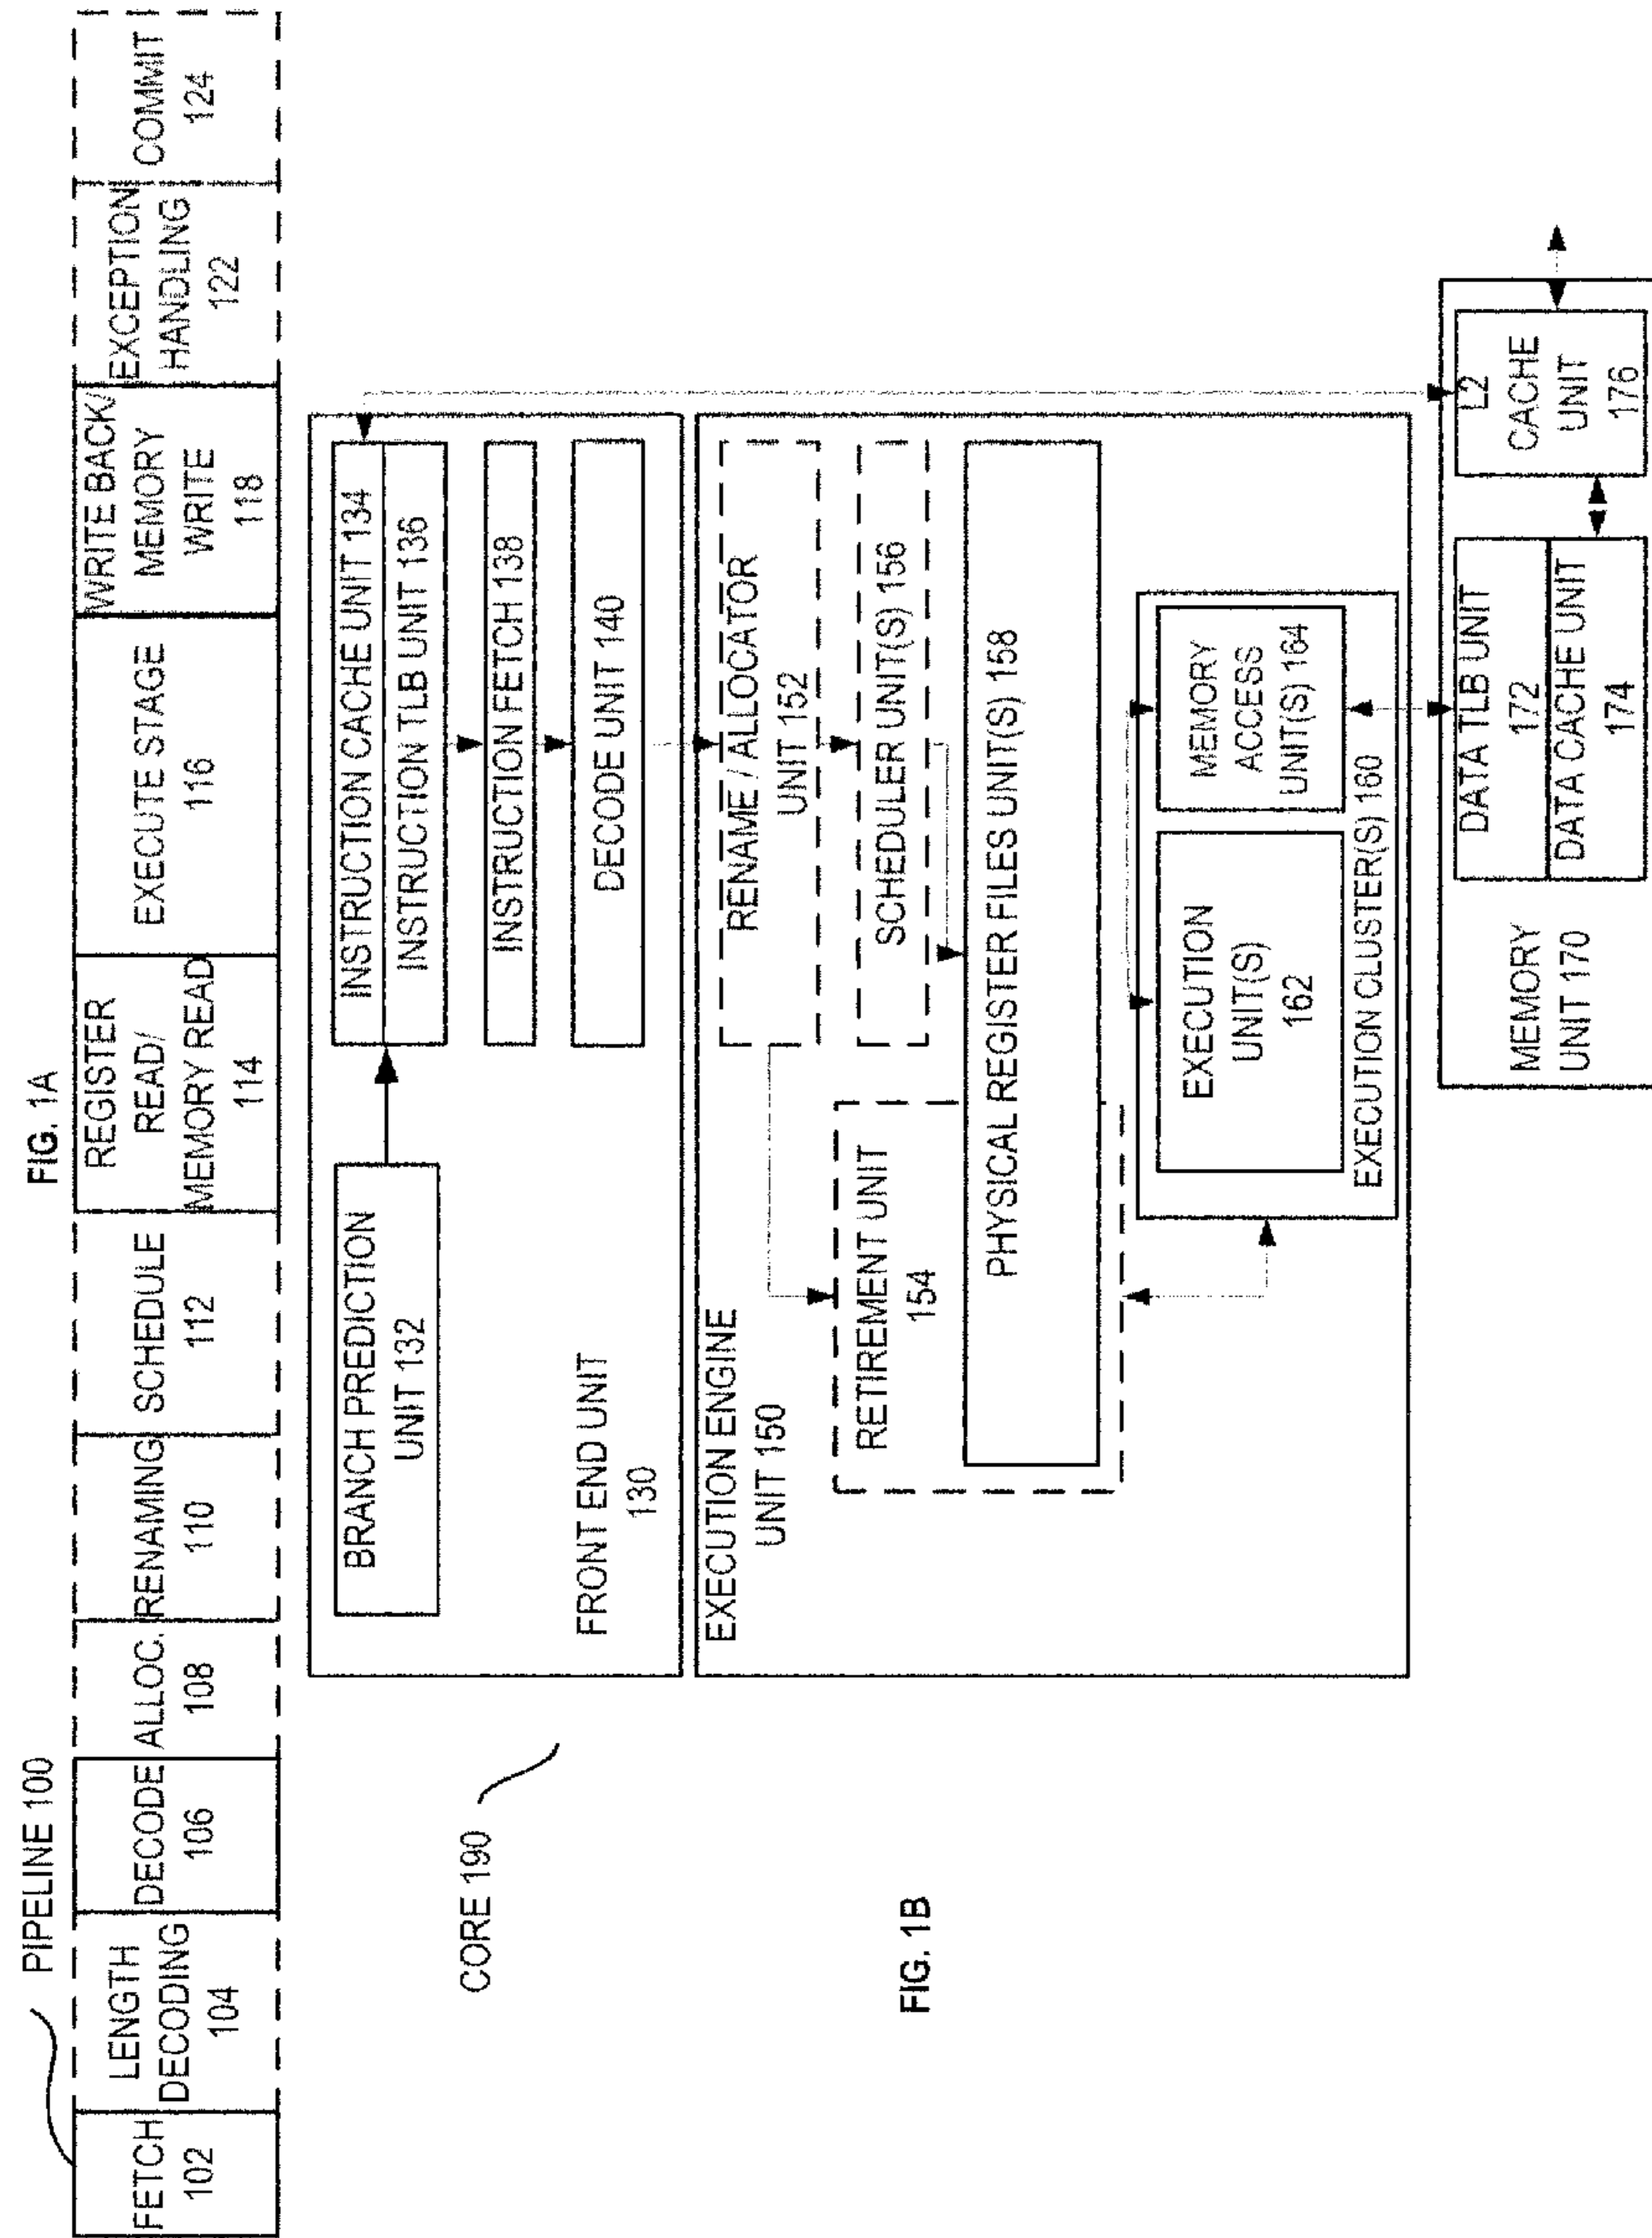 FIG. 1A
PIPELINE 100
FETCH
102
LENGTH
DECODING
104
DECODE
106
ALLOC.
108
RENAMING
110
SCHEDULE
112
REGISTER
READ/
MEMORY READ
114
EXECUTE STAGE
116
WRITE BACK/
MEMORY
WRITE
118
EXCEPTION
HANDLING
122
COMMIT
124
CORE 190
FIG. 1B
BRANCH PREDICTION
UNIT 132
INSTRUCTION CACHE UNIT 134
INSTRUCTION TLB UNIT 136
INSTRUCTION FETCH 138
DECODE UNIT 140
FRONT END UNIT
130
EXECUTION ENGINE
UNIT 150
RENAME / ALLOCATOR
UNIT 152
RETIREMENT UNIT
154
SCHEDULER UNIT(S) 156
PHYSICAL REGISTER FILES UNIT(S) 158
EXECUTION
UNIT(S)
162
MEMORY
ACCESS
UNIT(S) 164
EXECUTION CLUSTER(S) 160
MEMORY
UNIT 170
DATA TLB UNIT
172
DATA CACHE UNIT
174
L2
CACHE
UNIT
176